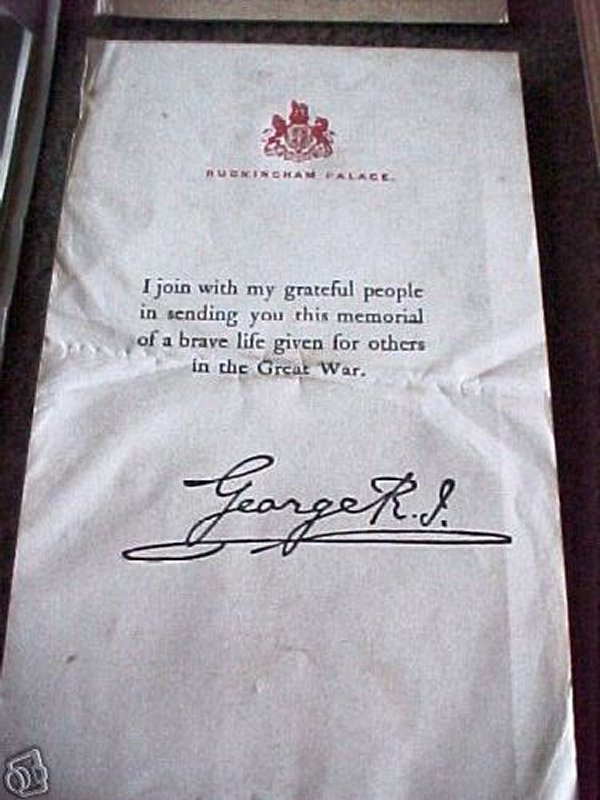 BUCKINGHAM PALACE.
I join with my grateful people
in sending you this memorial
of a brave life given for others
in the Great War.
George R.I.